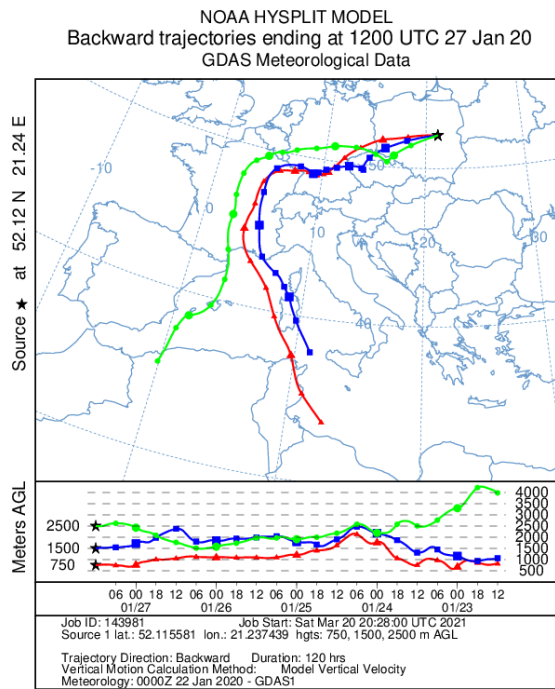 NOAA HYSPLIT MODEL
Backward trajectories ending at 1200 UTC 27 Jan 20
GDAS Meteorological Data
Source ★ at 52.12 N 21.24 E
-10
0
10
20
50
40
Meters AGL
2500
1500
750
4000
3500
3000
2500
2000
1500
1000
500
06 00 18 12 06 00 18 12 06 00 18 12 06 00 18 12 06 00 18 12
01/27 01/26 01/25 01/24 01/23
Job ID: 143981 Job Start: Sat Mar 20 20:28:00 UTC 2021
Source 1 lat.: 52.115581 lon.: 21.237439 hgts: 750, 1500, 2500 m AGL
Trajectory Direction: Backward Duration: 120 hrs
Vertical Motion Calculation Method: Model Vertical Velocity
Meteorology: 0000Z 22 Jan 2020 - GDAS1